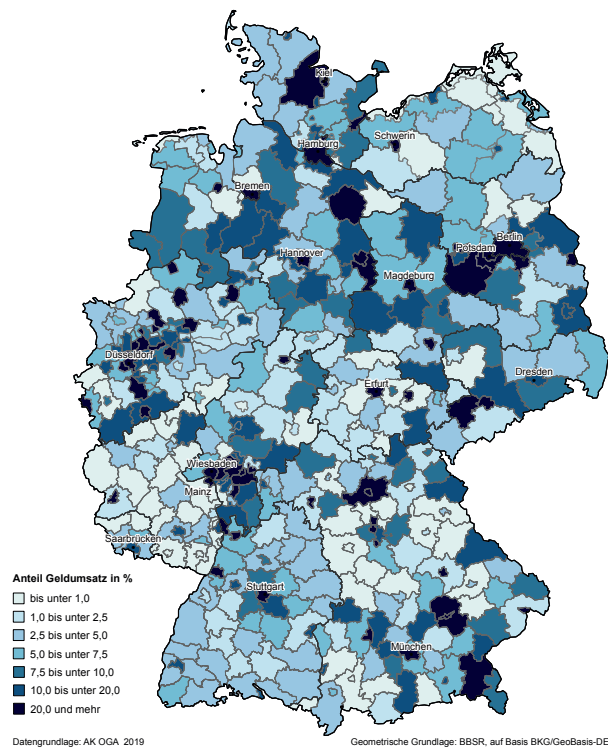 Kiel
Schwerin
Hamburg
Bremen
Berlin
Potsdam
Hannover
Magdeburg
Düsseldorf
Dresden
Erfurt
Wiesbaden
Mainz
Saarbrücken
Stuttgart
München
Anteil Geldumsatz in %
bis unter 1,0
1,0 bis unter 2,5
2,5 bis unter 5,0
5,0 bis unter 7,5
7,5 bis unter 10,0
10,0 bis unter 20,0
20,0 und mehr
Datengrundlage: AK OGA 2019
Geometrische Grundlage: BBSR, auf Basis BKG/GeoBasis-DE